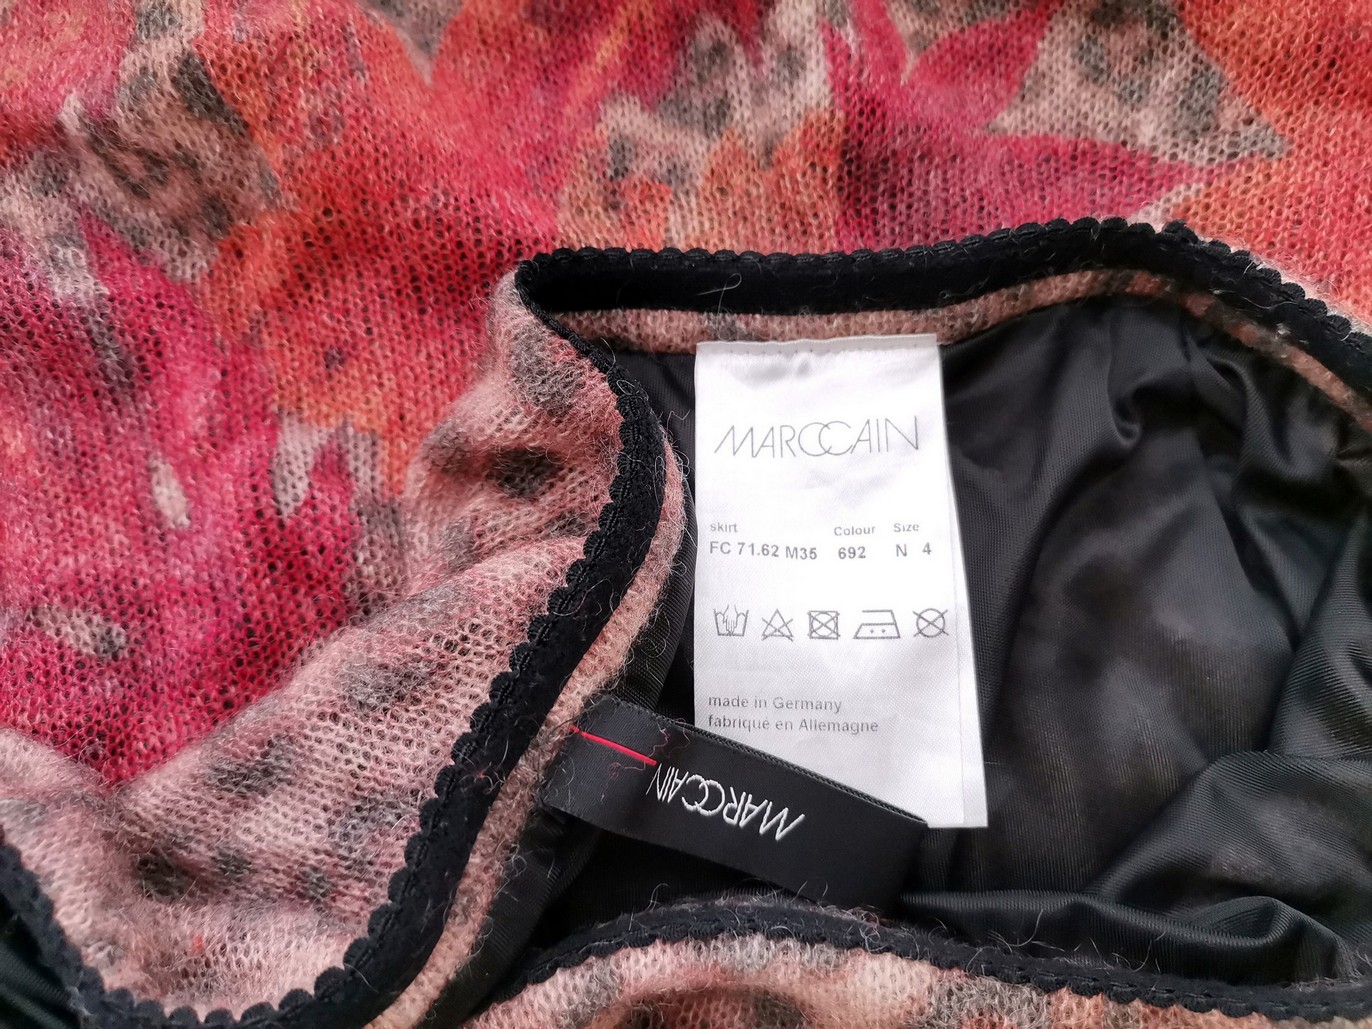 MARCCAIN
skirt Colour Size
FC 71.62 M35 692 N 4
made in Germany
fabriqué en Allemagne
MARCCAIN